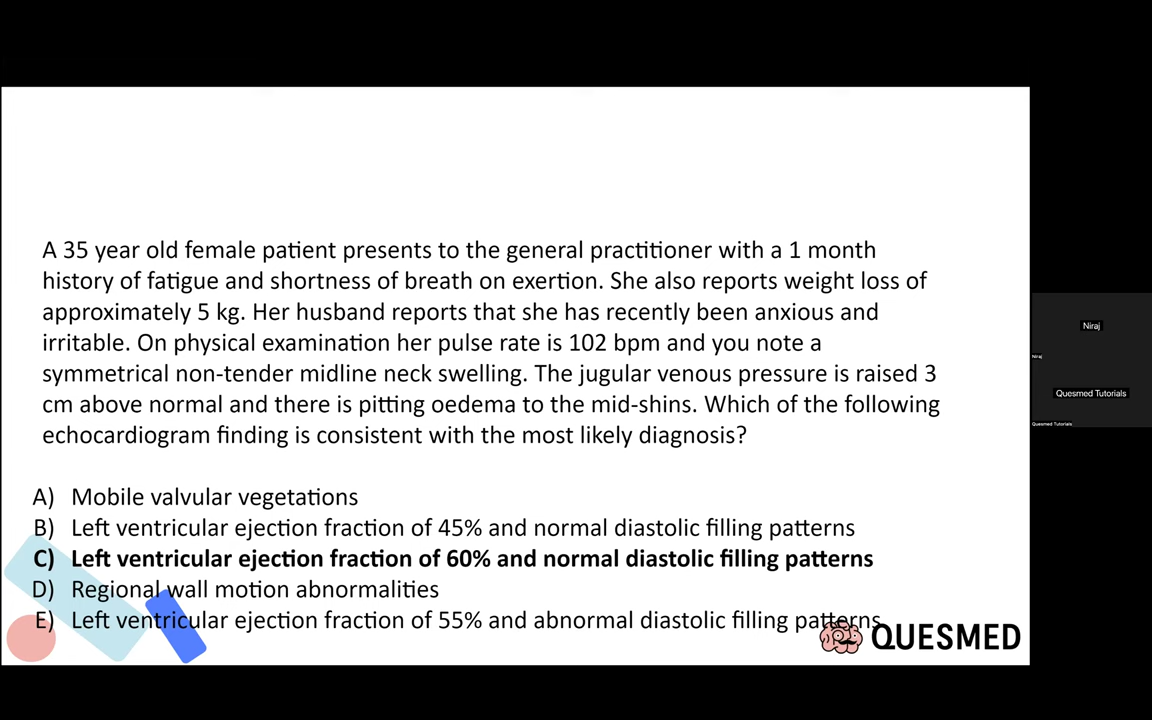 A 35 year old female patient presents to the general practitioner with a 1 month
history of fatigue and shortness of breath on exertion. She also reports weight loss of
approximately 5 kg. Her husband reports that she has recently been anxious and
irritable. On physical examination her pulse rate is 102 bpm and you note a
symmetrical non-tender midline neck swelling. The jugular venous pressure is raised 3
cm above normal and there is pitting oedema to the mid-shins. Which of the following
echocardiogram finding is consistent with the most likely diagnosis?
A) Mobile valvular vegetations
B) Left ventricular ejection fraction of 45% and normal diastolic filling patterns
C) Left ventricular ejection fraction of 60% and normal diastolic filling patterns
D) Regional wall motion abnormalities
E) Left ventricular ejection fraction of 55% and abnormal diastolic filling patterns
QUESMED
Niraj
Niraj
Quesmed Tutorials
Quesmed Tutorials